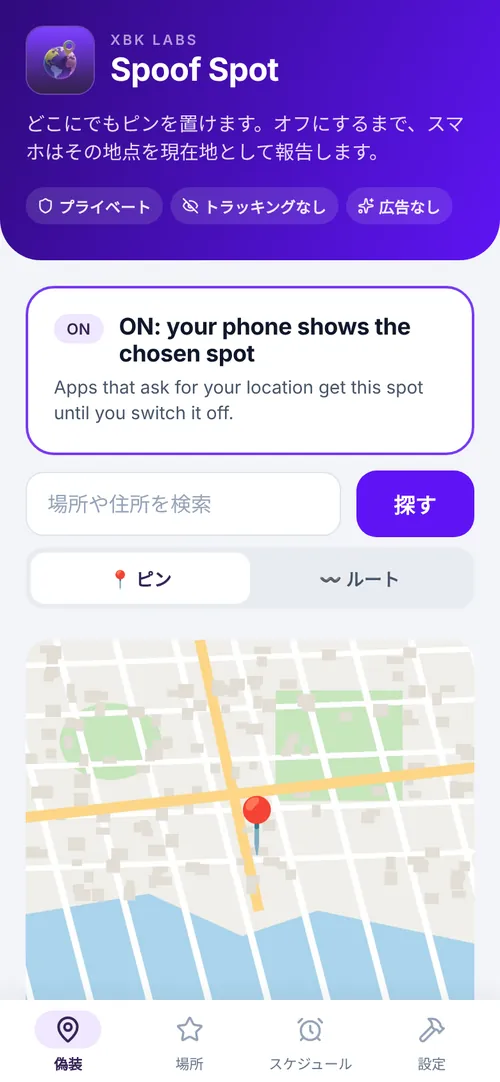 XBK LABS
Spoof Spot
どこにでもピンを置けます。オフにするまで、スマ
ホはその地点を現在地として報告します。
プライベート
トラッキングなし
広告なし
ON
ON: your phone shows the
chosen spot
Apps that ask for your location get this spot
until you switch it off.
場所や住所を検索
探す
ピン
ルート
偽装
場所
スケジュール
設定